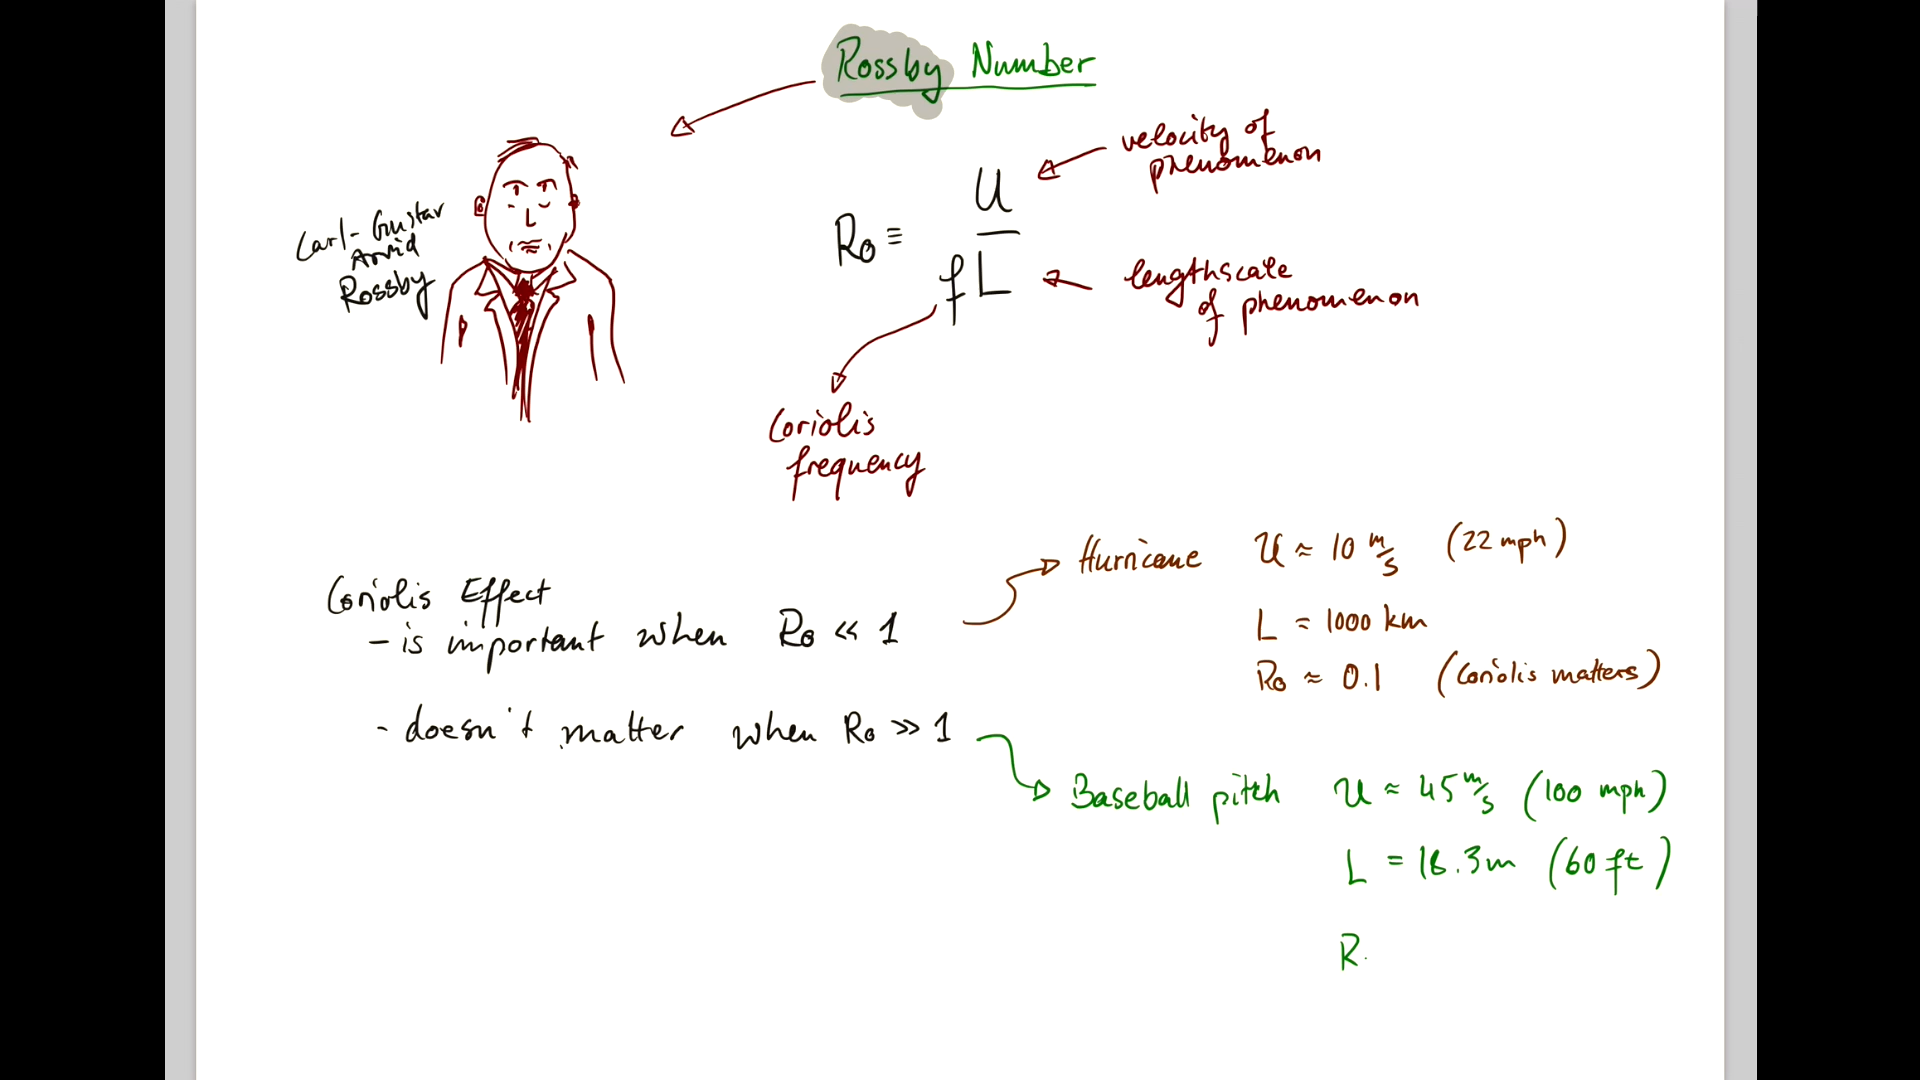 Rossby Number
Carl-Gustav
Arvid
Rossby
Ro ≡ U
fL
velocity of
phenomenon
lengthscale
of phenomenon
Coriolis
frequency
Coriolis Effect
- is important when Ro << 1
- doesn't matter when Ro >> 1
Hurricane U ≈ 10 m/s (22 mph)
L ≈ 1000 km
Ro ≈ 0.1 (Coriolis matters)
Baseball pitch U ≈ 45 m/s (100 mph)
L = 18.3m (60 ft)
R